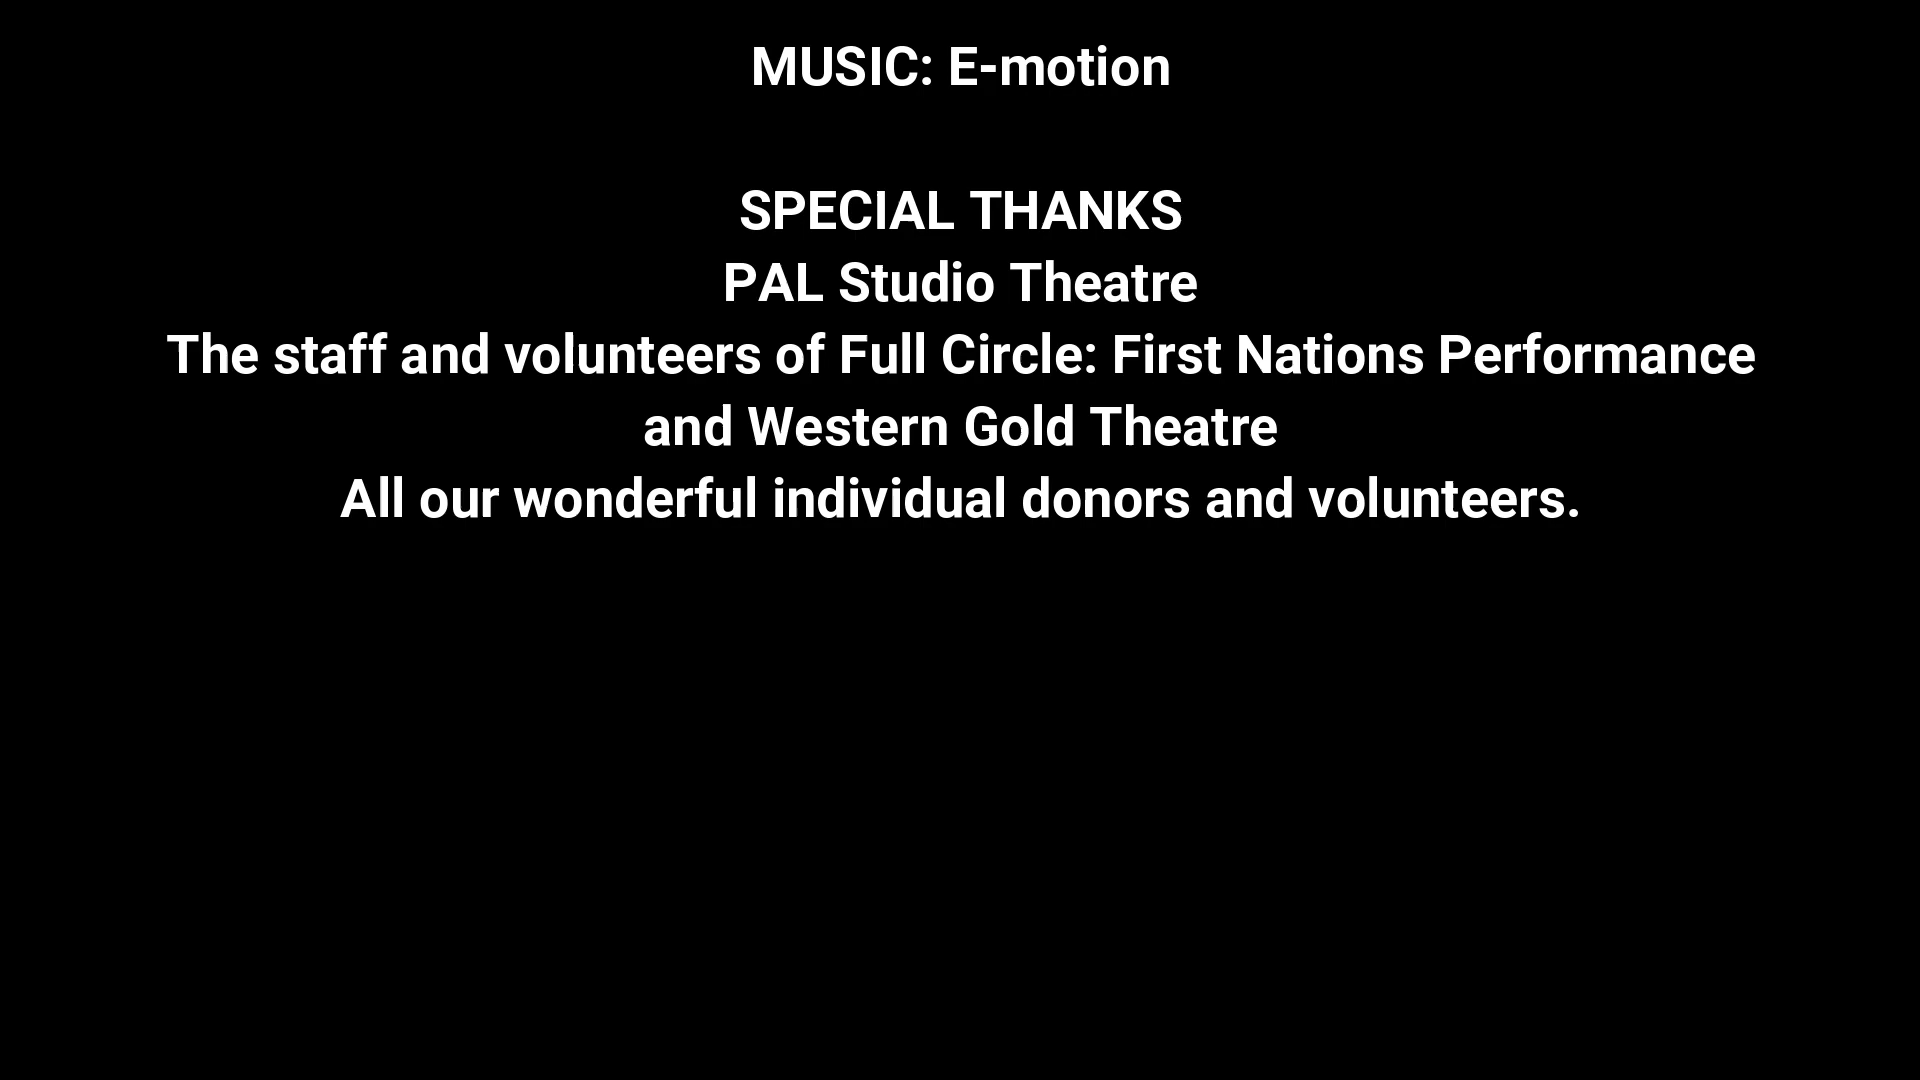 MUSIC: E-motion
SPECIAL THANKS
PAL Studio Theatre
The staff and volunteers of Full Circle: First Nations Performance
and Western Gold Theatre
All our wonderful individual donors and volunteers.